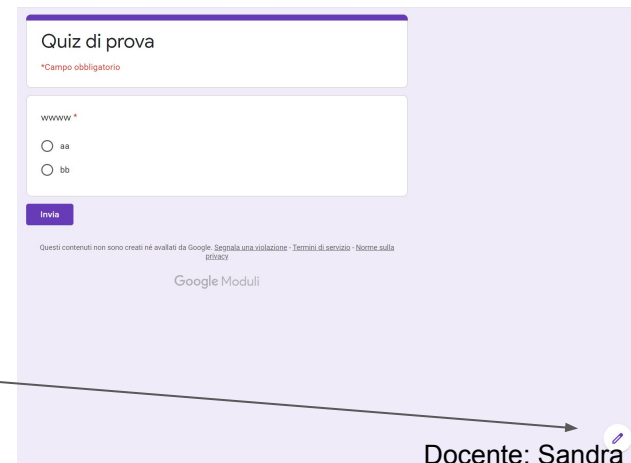 Quiz di prova
*Campo obbligatorio
wwww *
aa
bb
Invia
Questi contenuti non sono creati né avallati da Google. Segnala una violazione - Termini di servizio - Norme sulla
privacy
Google Moduli
Docente: Sandra